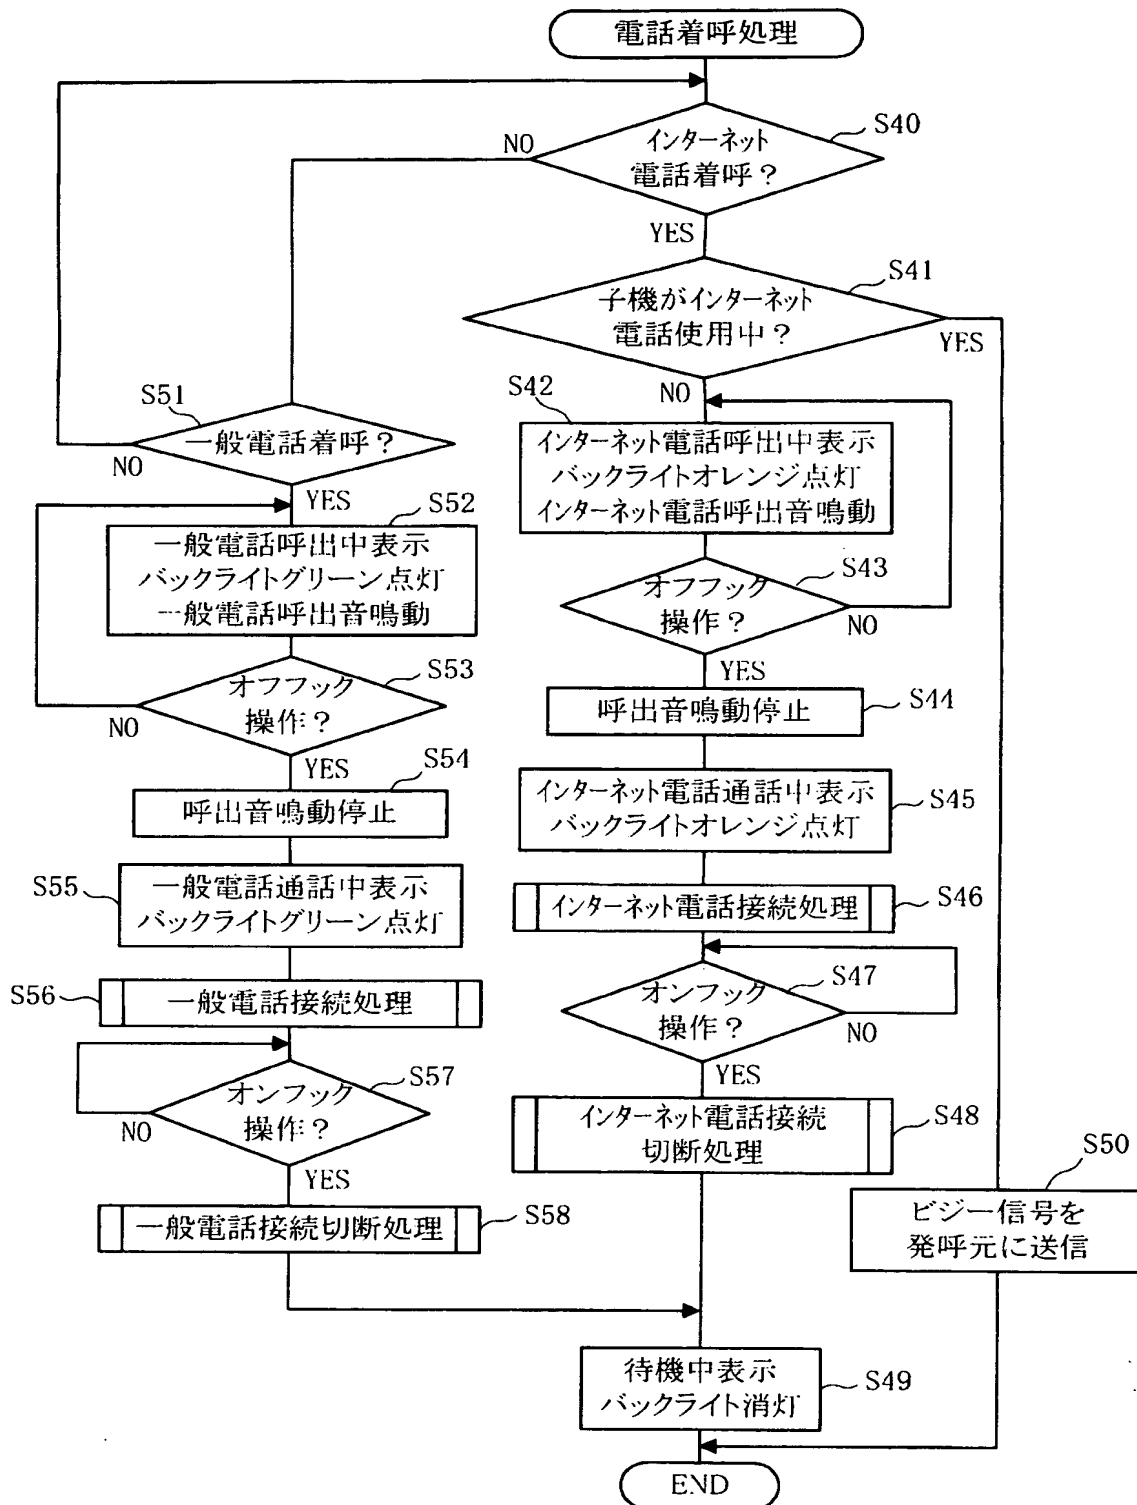 電話着呼処理
S40
インターネット
電話着呼？
NO
YES
S41
子機がインターネット
電話使用中？
YES
NO
S51
一般電話着呼？
NO
YES
S42
インターネット電話呼出中表示
バックライトオレンジ点灯
インターネット電話呼出音鳴動
S52
一般電話呼出中表示
バックライトグリーン点灯
一般電話呼出音鳴動
S43
オフフック
操作？
NO
YES
S53
オフフック
操作？
NO
YES
S44
呼出音鳴動停止
S54
呼出音鳴動停止
インターネット電話通話中表示
バックライトオレンジ点灯
S45
S55
一般電話通話中表示
バックライトグリーン点灯
インターネット電話接続処理
S46
S56
一般電話接続処理
S47
オンフック
操作？
NO
YES
S57
オンフック
操作？
NO
YES
インターネット電話接続
切断処理
S48
S50
ビジー信号を
発呼元に送信
一般電話接続切断処理
S58
待機中表示
バックライト消灯
S49
END